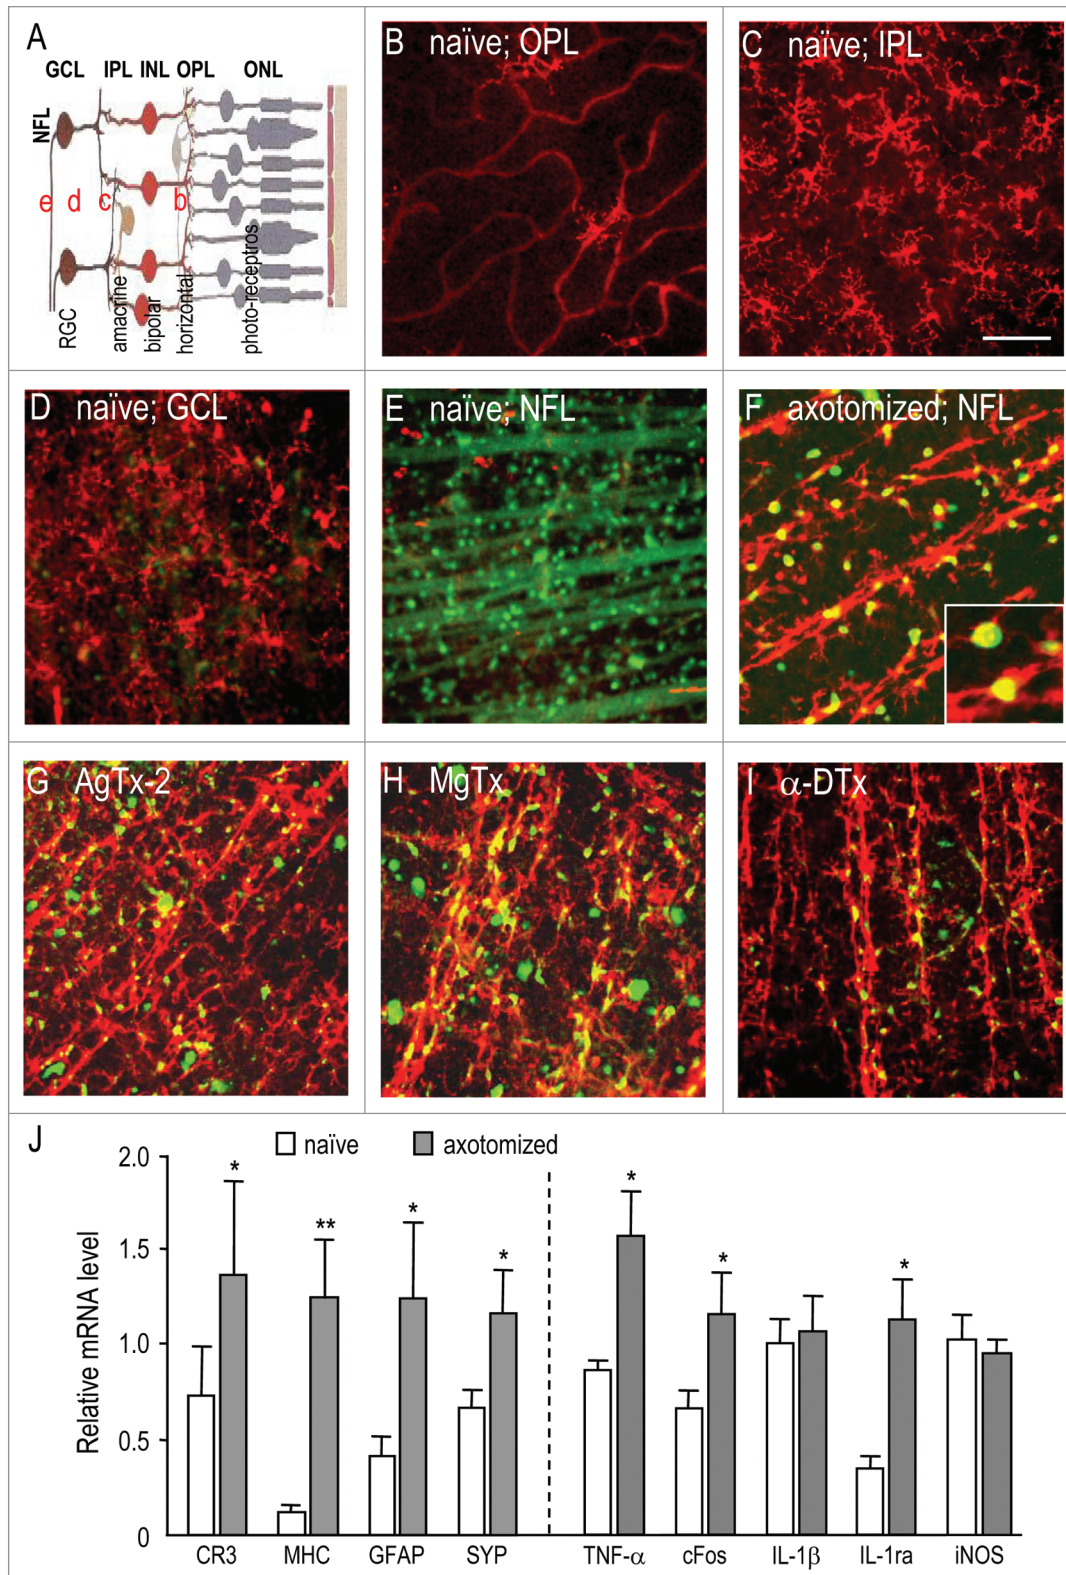 A
GCL IPL INL OPL ONL
NFL
e d c b
RGC
amacrine
bipolar
horizontal
photo-receptros
B naïve; OPL
C naïve; IPL
D naïve; GCL
E naïve; NFL
F axotomized; NFL
G AgTx-2
H MgTx
I α-DTx
J
naïve axotomized
Relative mRNA level
2.0
1.5
1.0
0.5
0
* ** * * * * *
CR3 MHC GFAP SYP TNF-α cFos IL-1β IL-1ra iNOS